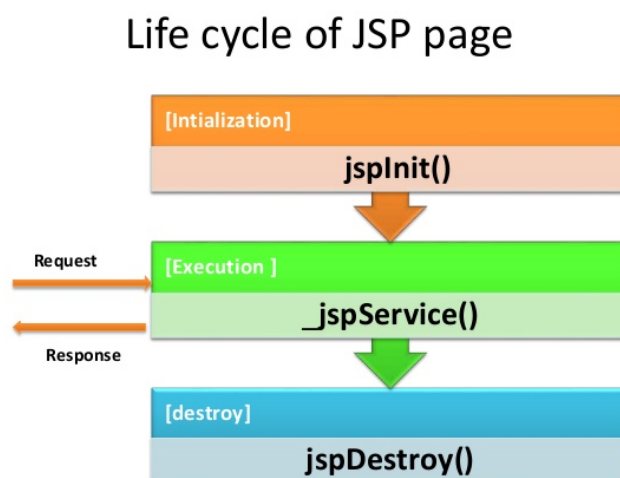 Life cycle of JSP page
[Intialization]
jspInit()
Request
[Execution ]
_jspService()
Response
[destroy]
jspDestroy()